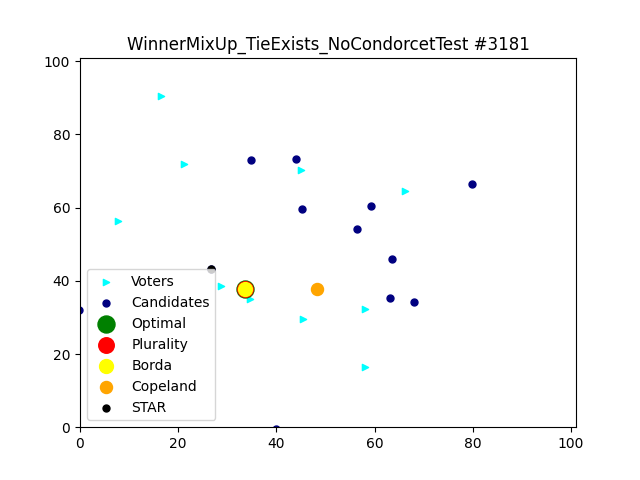 WinnerMixUp_TieExists_NoCondorcetTest #3181
100
80
60
40
20
0
Voters
Candidates
Optimal
Plurality
Borda
Copeland
STAR
0 20 40 60 80 100